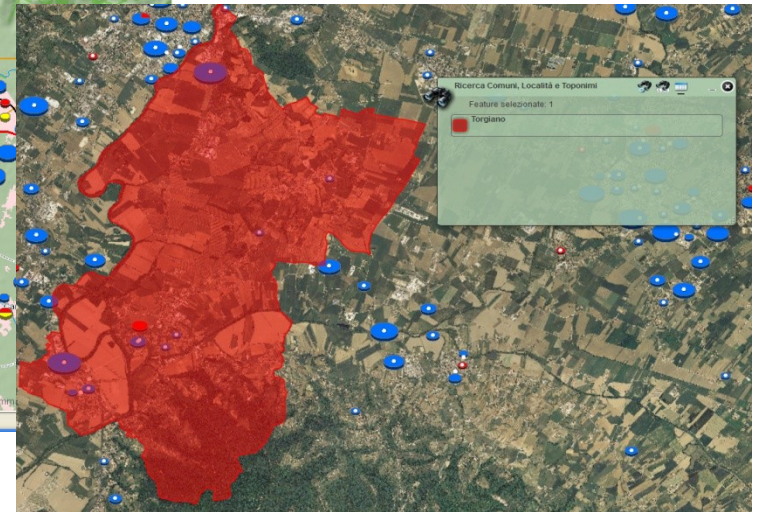 Ricerca Comuni, Località e Toponimi
Feature selezionate: 1
Torgiano